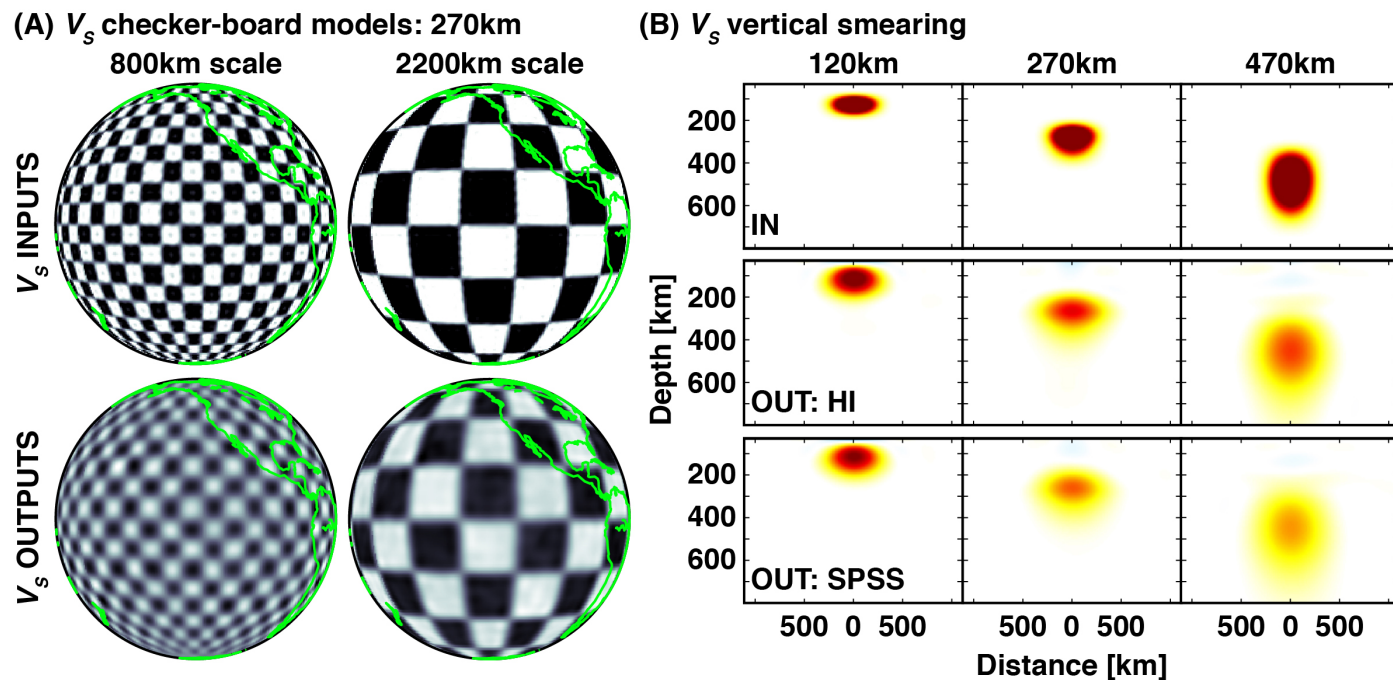 (A) Vs checker-board models: 270km
800km scale 2200km scale
Vs INPUTS
Vs OUTPUTS
(B) Vs vertical smearing
120km 270km 470km
Depth [km]
200
400
600
IN
200
400
600
OUT: HI
200
400
600
OUT: SPSS
500 0 500 500 0 500 500 0 500
Distance [km]